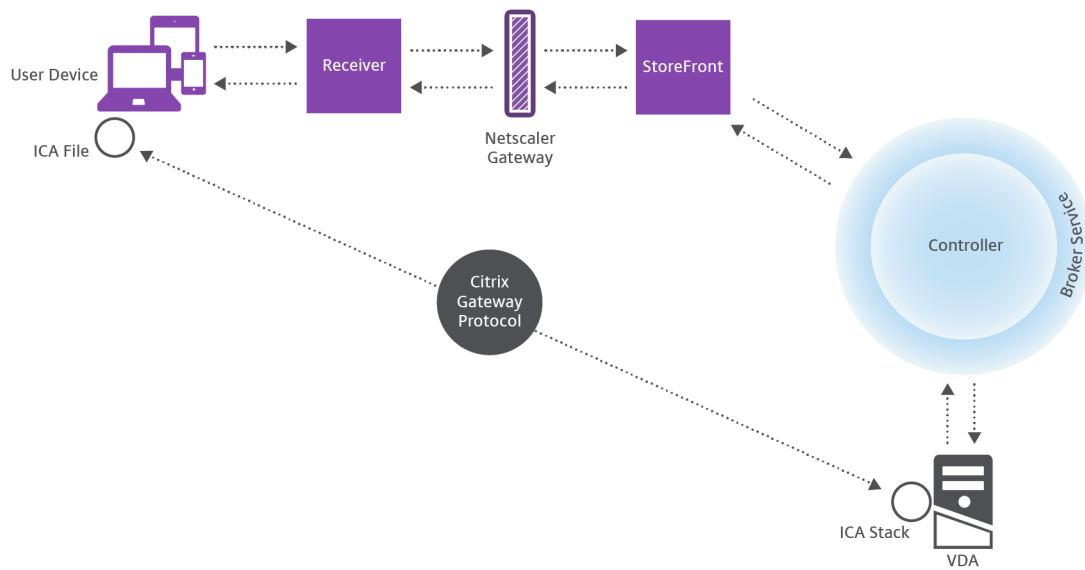 User Device
Receiver
StoreFront
Netscaler
Gateway
ICA File
Controller
Broker Service
Citrix
Gateway
Protocol
ICA Stack
VDA